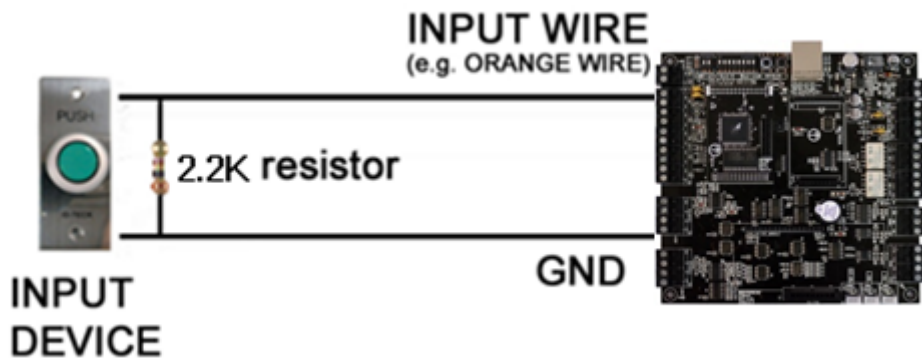 INPUT WIRE
(e.g. ORANGE WIRE)
PUSH
2.2K resistor
GND
INPUT
DEVICE